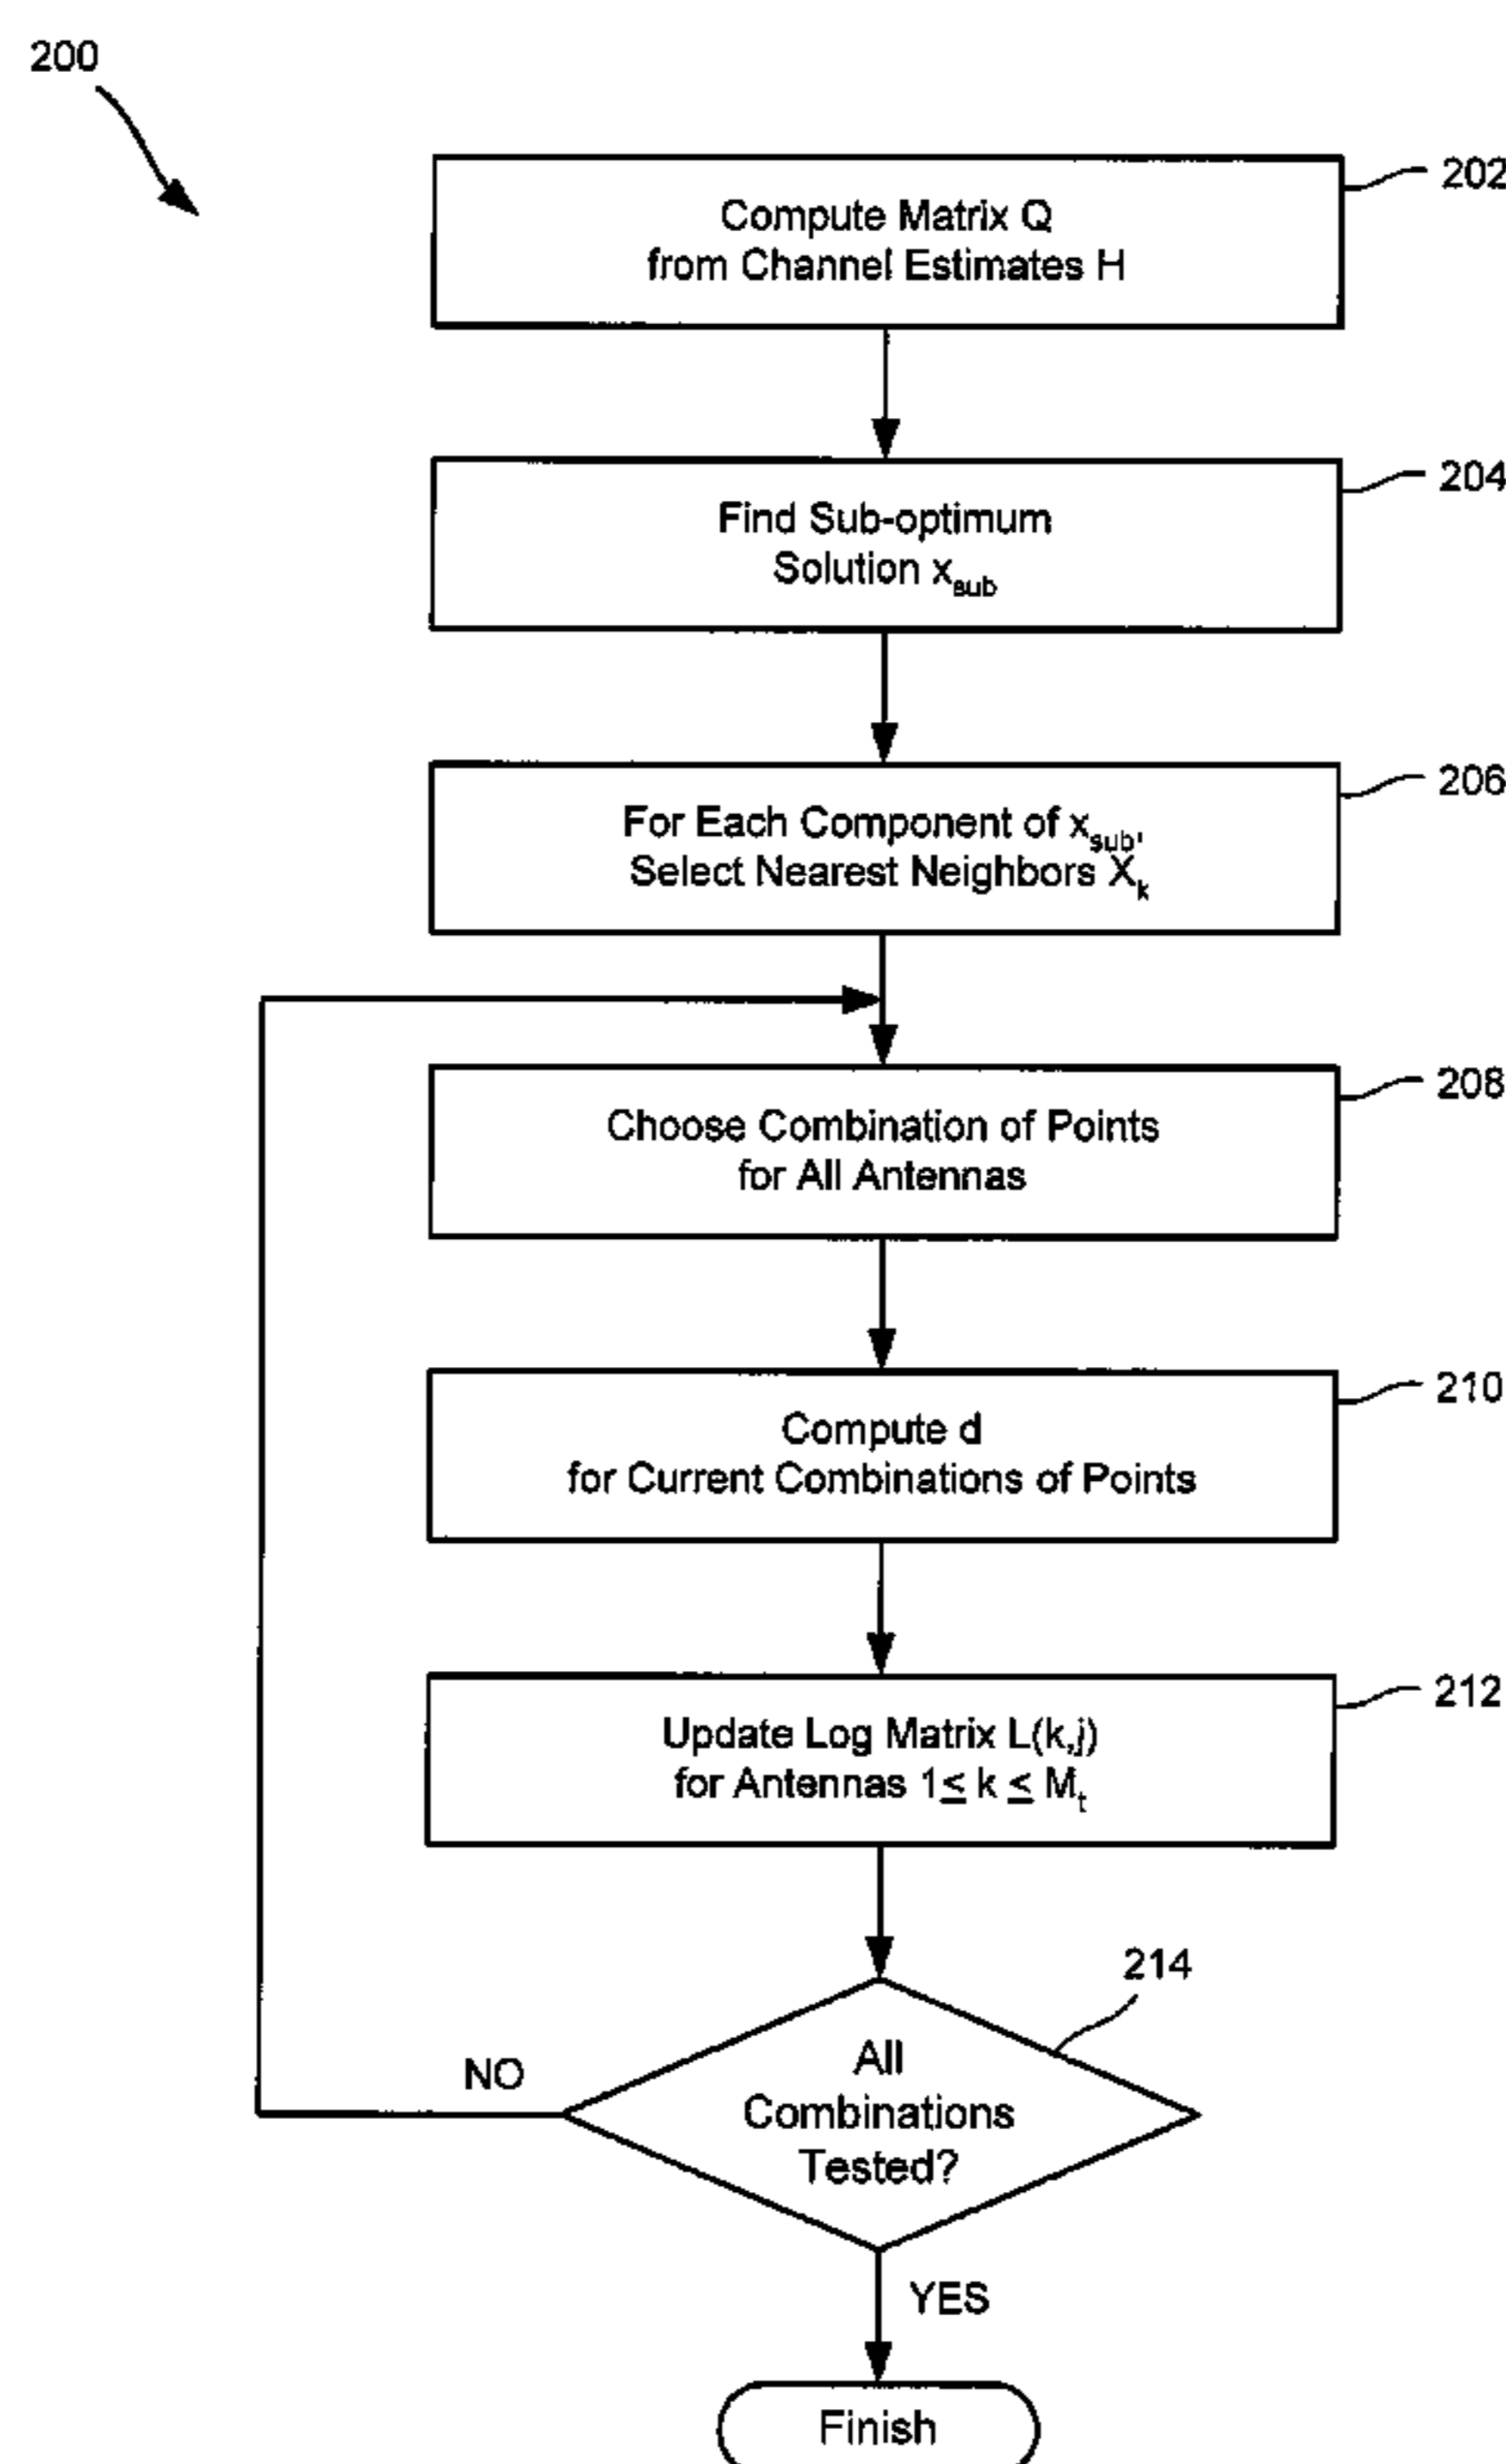 200
202
Compute Matrix Q
from Channel Estimates H
204
Find Sub-optimum
Solution x_sub
206
For Each Component of x_sub,
Select Nearest Neighbors X_k
208
Choose Combination of Points
for All Antennas
210
Compute d
for Current Combinations of Points
212
Update Log Matrix L(k,j)
for Antennas 1≤ k ≤ M_t
214
All
Combinations
Tested?
NO
YES
Finish